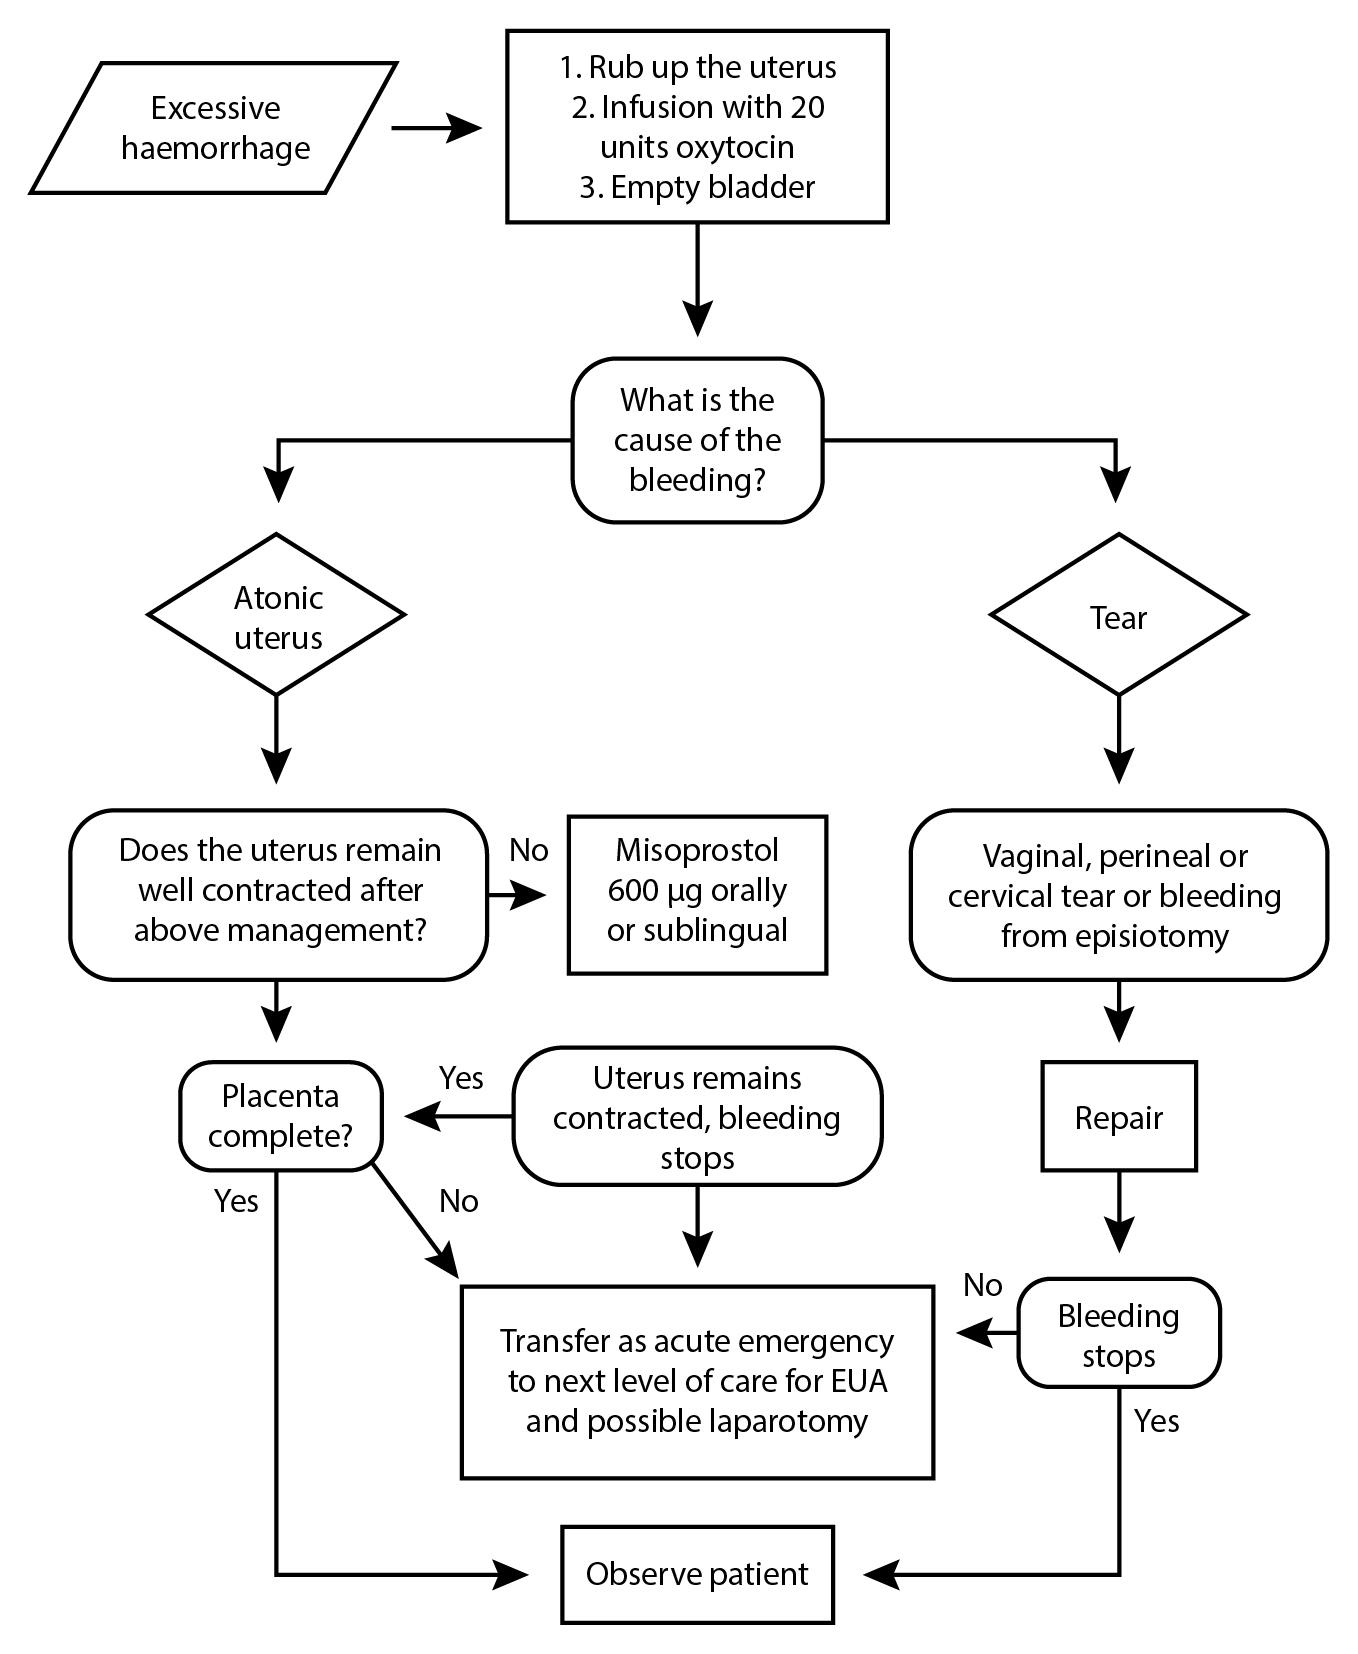 Excessive
haemorrhage
1. Rub up the uterus
2. Infusion with 20
units oxytocin
3. Empty bladder
What is the
cause of the
bleeding?
Atonic
uterus
Tear
Does the uterus remain
well contracted after
above management?
No
Misoprostol
600 µg orally
or sublingual
Vaginal, perineal or
cervical tear or bleeding
from episiotomy
Placenta
complete?
Yes
Uterus remains
contracted, bleeding
stops
Repair
Yes
No
Transfer as acute emergency
to next level of care for EUA
and possible laparotomy
No
Bleeding
stops
Yes
Observe patient